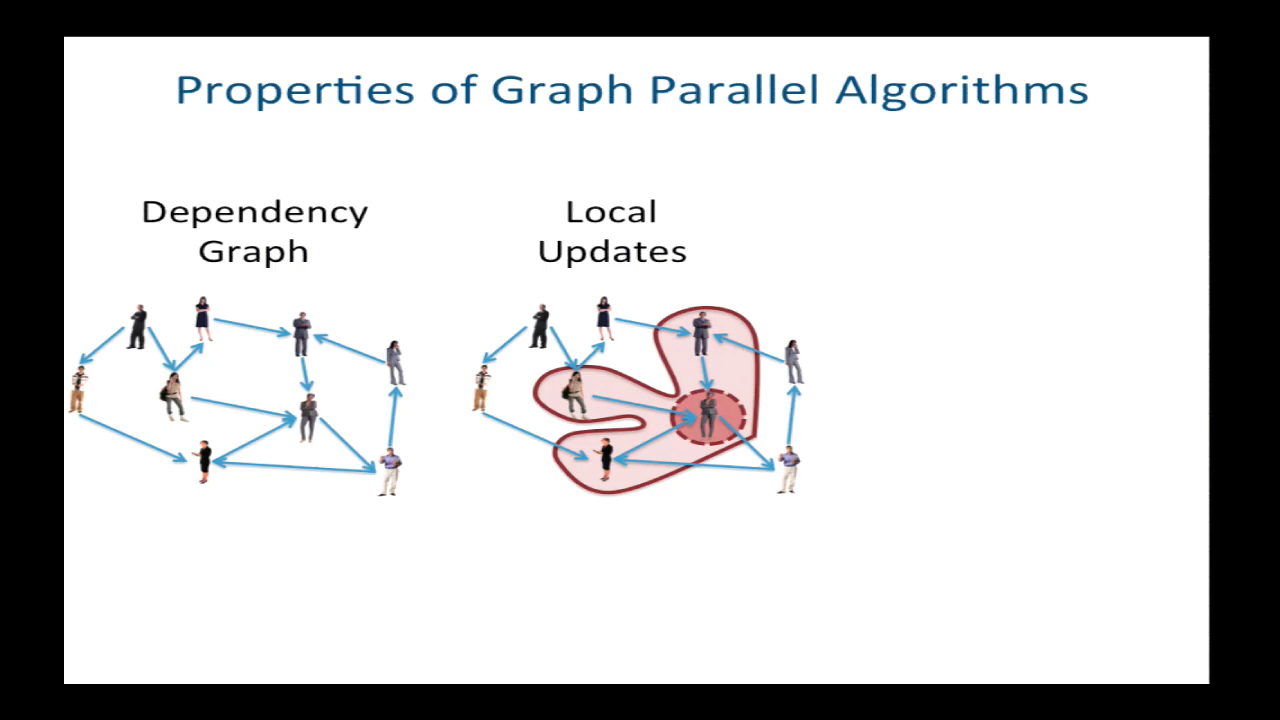 Properties of Graph Parallel Algorithms
Dependency
Graph
Local
Updates